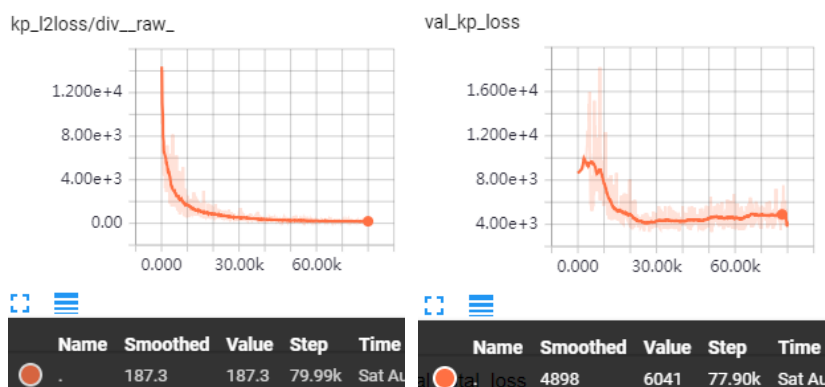 kp_l2loss/div__raw_
1.200e+4
8.00e+3
4.00e+3
0.00
0.000 30.00k 60.00k
Name Smoothed Value Step Time
. 187.3 187.3 79.99k Sat Au
val_kp_loss
1.600e+4
1.200e+4
8.00e+3
4.00e+3
0.000 30.00k 60.00k
Name Smoothed Value Step Time
4898 6041 77.90k Sat Au